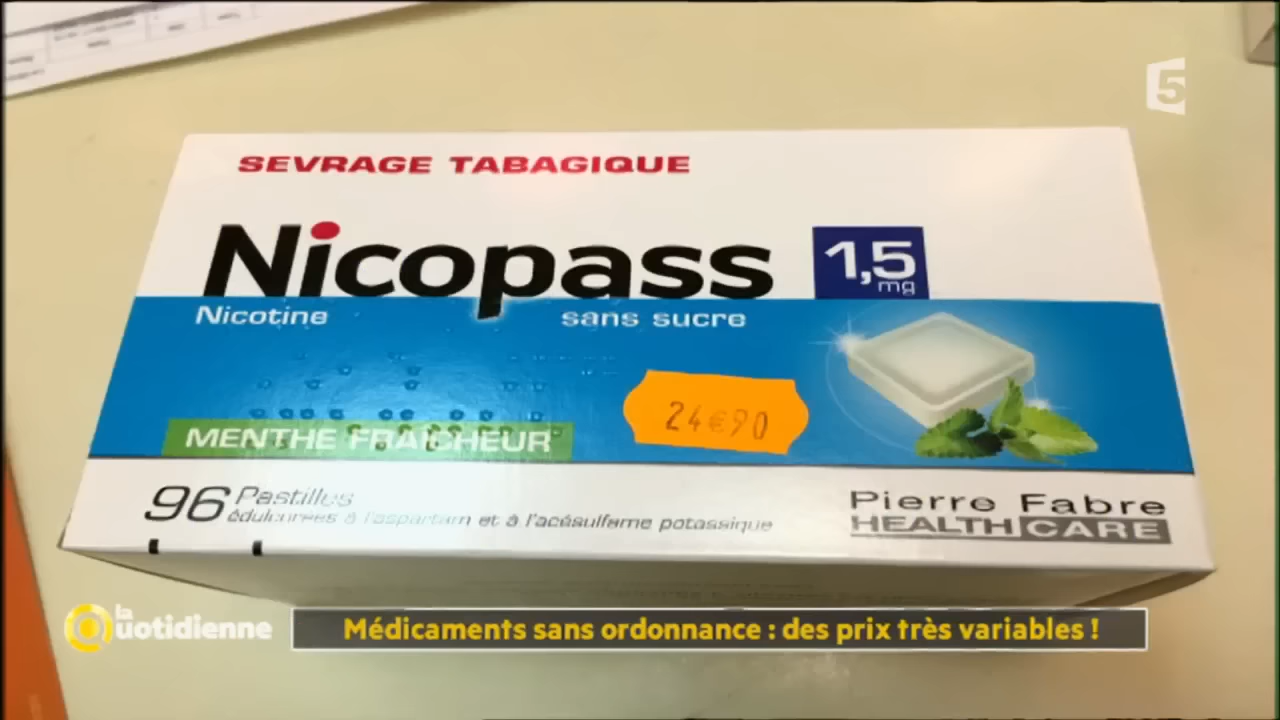 5
SEVRAGE TABAGIQUE
Nicopass 1,5 mg
Nicotine sans sucre
24€90
MENTHE FRAICHEUR
96 Pastilles
édulcorées à l'aspartam et à l'acésulfame potassique
Pierre Fabre
HEALTH CARE
la
Quotidienne
Médicaments sans ordonnance : des prix très variables !